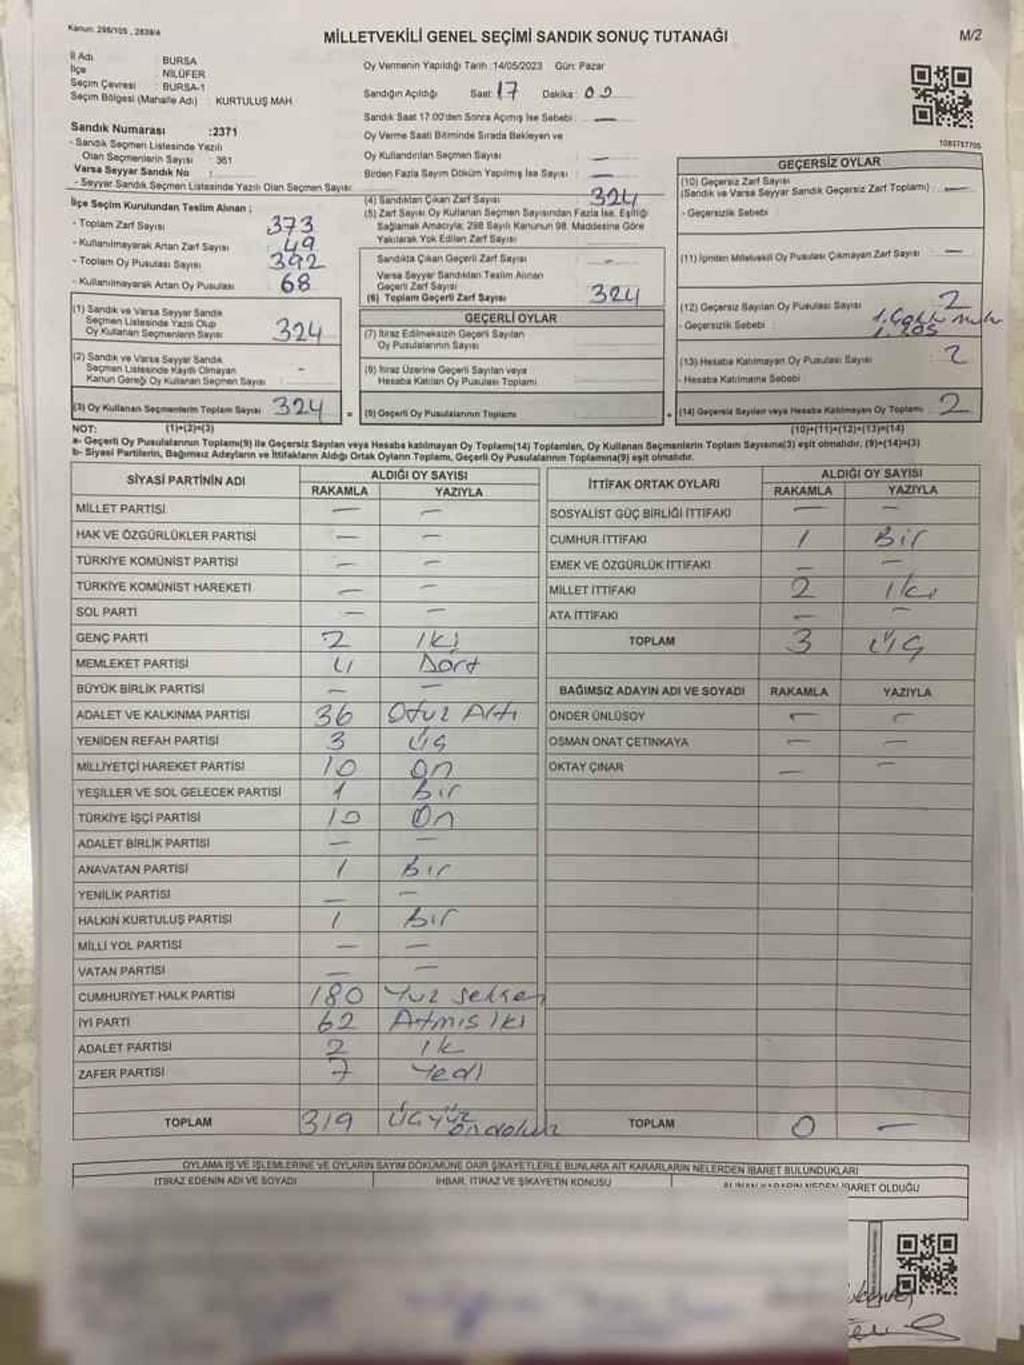 Kanun: 298/105 , 2839/4
MİLLETVEKİLİ GENEL SEÇİMİ SANDIK SONUÇ TUTANAĞI
M/2
İl Adı : BURSA
İlçe : NİLÜFER
Seçim Çevresi : BURSA-1
Seçim Bölgesi (Mahalle Adı) : KURTULUŞ MAH.
Oy Vermenin Yapıldığı Tarih :14/05/2023 Gün: Pazar
Sandığın Açıldığı Saat: 17 Dakika: 00
Sandık Saat 17.00'den Sonra Açılmış İse Sebebi : —
Oy Verme Saati Bitiminde Sırada Bekleyen ve
Oy Kullandırılan Seçmen Sayısı : —
Birden Fazla Sayım Döküm Yapılmış İse Sayısı : —
1083757705
Sandık Numarası :2371
- Sandık Seçmen Listesinde Yazılı
Olan Seçmenlerin Sayısı : 361
Varsa Seyyar Sandık No :
- Seyyar Sandık Seçmen Listesinde Yazılı Olan Seçmen Sayısı:
İlçe Seçim Kurulundan Teslim Alınan :
- Toplam Zarf Sayısı : 373
- Kullanılmayarak Artan Zarf Sayısı : 49
- Toplam Oy Pusulası Sayısı : 392
- Kullanılmayarak Artan Oy Pusulası : 68
(1) Sandık ve Varsa Seyyar Sandık
Seçmen Listesinde Yazılı Olup
Oy Kullanan Seçmenlerin Sayısı : 324
(2) Sandık ve Varsa Seyyar Sandık
Seçmen Listesinde Kayıtlı Olmayan
Kanun Gereği Oy Kullanan Seçmen Sayısı : -
(3) Oy Kullanan Seçmenlerin Toplam Sayısı : 324
(4) Sandıktan Çıkan Zarf Sayısı : 324
(5) Zarf Sayısı Oy Kullanan Seçmen Sayısından Fazla İse, Eşitliği
Sağlamak Amacıyla; 298 Sayılı Kanunun 98. Maddesine Göre
Yakılarak Yok Edilen Zarf Sayısı :
Sandıkta Çıkan Geçerli Zarf Sayısı : -
Varsa Seyyar Sandıktan Teslim Alınan
Geçerli Zarf Sayısı :
(6) Toplam Geçerli Zarf Sayısı : 324
GEÇERLİ OYLAR
(7) İtiraz Edilmeksizin Geçerli Sayılan
Oy Pusulalarının Sayısı :
(8) İtiraz Üzerine Geçerli Sayılan veya
Hesaba Katılan Oy Pusulası Toplamı :
= (9) Geçerli Oy Pusulalarının Toplamı :
GEÇERSİZ OYLAR
(10) Geçersiz Zarf Sayısı
(Sandık ve Varsa Seyyar Sandık Geçersiz Zarf Toplamı) : —
- Geçersizlik Sebebi :
(11) İçinden Milletvekili Oy Pusulası Çıkmayan Zarf Sayısı : —
(12) Geçersiz Sayılan Oy Pusulası Sayısı : 2
- Geçersizlik Sebebi :
(13) Hesaba Katılmayan Oy Pusulası Sayısı : 2
- Hesaba Katılmama Sebebi
+ (14) Geçersiz Sayılan veya Hesaba Katılmayan Oy Toplamı : 2
NOT: (1)+(2)=(3) (10)+(11)+(12)+(13)=(14)
a- Geçerli Oy Pusulalarının Toplamı(9) ile Geçersiz Sayılan veya Hesaba katılmayan Oy Toplamı(14) Toplamları, Oy Kullanan Seçmenlerin Toplam Sayısına(3) eşit olmalıdır. (9)+(14)=(3)
b- Siyasi Partilerin, Bağımsız Adayların ve İttifakların Aldığı Ortak Oyların Toplamı, Geçerli Oy Pusulalarının Toplamına(9) eşit olmalıdır.
SİYASİ PARTİNİN ADI ALDIĞI OY SAYISI
RAKAMLA YAZIYLA
MİLLET PARTİSİ — —
HAK VE ÖZGÜRLÜKLER PARTİSİ — —
TÜRKİYE KOMÜNİST PARTİSİ — —
TÜRKİYE KOMÜNİST HAREKETİ — —
SOL PARTİ — —
GENÇ PARTİ 2 iki
MEMLEKET PARTİSİ 4 Dört
BÜYÜK BİRLİK PARTİSİ — —
ADALET VE KALKINMA PARTİSİ 36 Otuz Altı
YENİDEN REFAH PARTİSİ 3 Üç
MİLLİYETÇİ HAREKET PARTİSİ 10 On
YEŞİLLER VE SOL GELECEK PARTİSİ 1 Bir
TÜRKİYE İŞÇİ PARTİSİ 10 On
ADALET BİRLİK PARTİSİ — —
ANAVATAN PARTİSİ 1 Bir
YENİLİK PARTİSİ — —
HALKIN KURTULUŞ PARTİSİ 1 Bir
MİLLİ YOL PARTİSİ — —
VATAN PARTİSİ — —
CUMHURİYET HALK PARTİSİ 180 Yüz seksen
İYİ PARTİ 62 Atmış iki
ADALET PARTİSİ 2 ik
ZAFER PARTİSİ 7 Yedi
TOPLAM 319 Üçyüz ondokuz
İTTİFAK ORTAK OYLARI ALDIĞI OY SAYISI
RAKAMLA YAZIYLA
SOSYALİST GÜÇ BİRLİĞİ İTTİFAKI — —
CUMHUR İTTİFAKI 1 Bir
EMEK VE ÖZGÜRLÜK İTTİFAKI — —
MİLLET İTTİFAKI 2 iki
ATA İTTİFAKI — —
TOPLAM 3 Üç
BAĞIMSIZ ADAYIN ADI VE SOYADI RAKAMLA YAZIYLA
ÖNDER ÜNLÜSOY — —
OSMAN ONAT ÇETİNKAYA — —
OKTAY ÇINAR — —
TOPLAM 0 —
OYLAMA İŞ VE İŞLEMLERİNE VE OYLARIN SAYIM DÖKÜMÜNE DAİR ŞİKAYETLERLE BUNLARA AİT KARARLARIN NELERDEN İBARET BULUNDUKLARI
İTİRAZ EDENİN ADI VE SOYADI İHBAR, İTİRAZ VE ŞİKAYETİN KONUSU ALINAN KARARIN NEDEN İBARET OLDUĞU